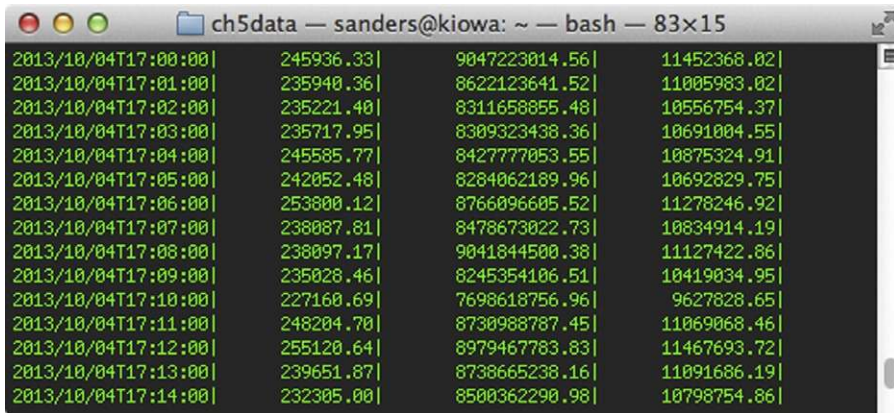 ch5data — sanders@kiowa: ~ — bash — 83×15
2013/10/04T17:00:00| 245936.33| 9047223014.56| 11452368.02|
2013/10/04T17:01:00| 235940.36| 8622123641.52| 11005983.02|
2013/10/04T17:02:00| 235221.40| 8311658855.48| 10556754.37|
2013/10/04T17:03:00| 235717.95| 8309323438.36| 10691004.55|
2013/10/04T17:04:00| 245585.77| 8427777053.55| 10875324.91|
2013/10/04T17:05:00| 242052.48| 8284062189.96| 10692829.75|
2013/10/04T17:06:00| 253800.12| 8766096605.52| 11278246.92|
2013/10/04T17:07:00| 238087.81| 8478673022.73| 10834914.19|
2013/10/04T17:08:00| 238097.17| 9041844500.38| 11127422.86|
2013/10/04T17:09:00| 235028.46| 8245354106.51| 10419034.95|
2013/10/04T17:10:00| 227160.69| 7698618756.96| 9627828.65|
2013/10/04T17:11:00| 248204.70| 8730988787.45| 11069068.46|
2013/10/04T17:12:00| 255120.64| 8979467783.83| 11467693.72|
2013/10/04T17:13:00| 239651.87| 8738665238.16| 11091686.19|
2013/10/04T17:14:00| 232305.00| 8500362290.98| 10798754.86|